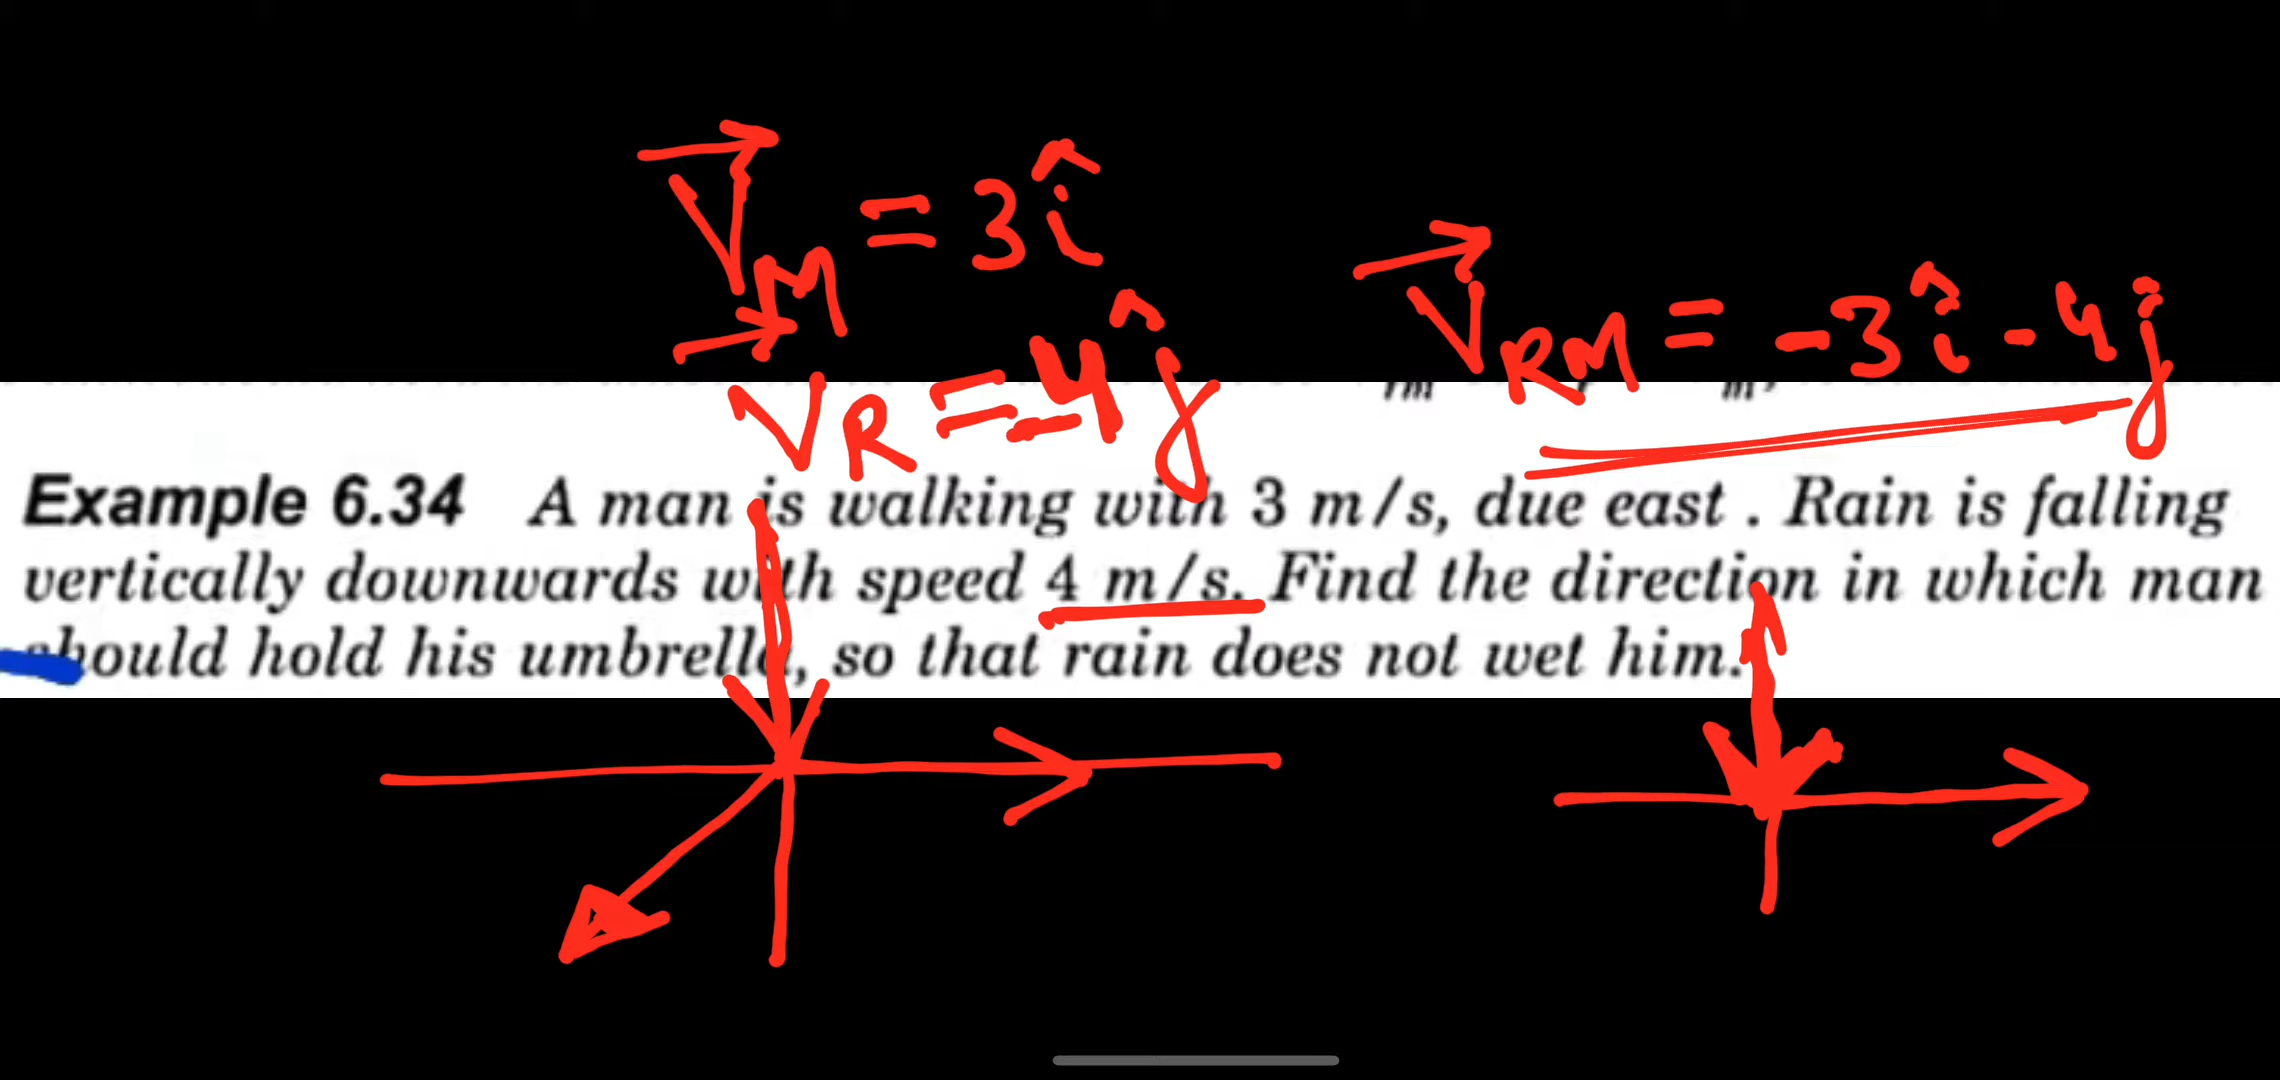 V⃗M = 3î
V⃗R = -4ĵ
V⃗RM = -3î - 4j
rm r m,
Example 6.34 A man is walking with 3 m/s, due east . Rain is falling
vertically downwards with speed 4 m/s. Find the direction in which man
should hold his umbrella, so that rain does not wet him.